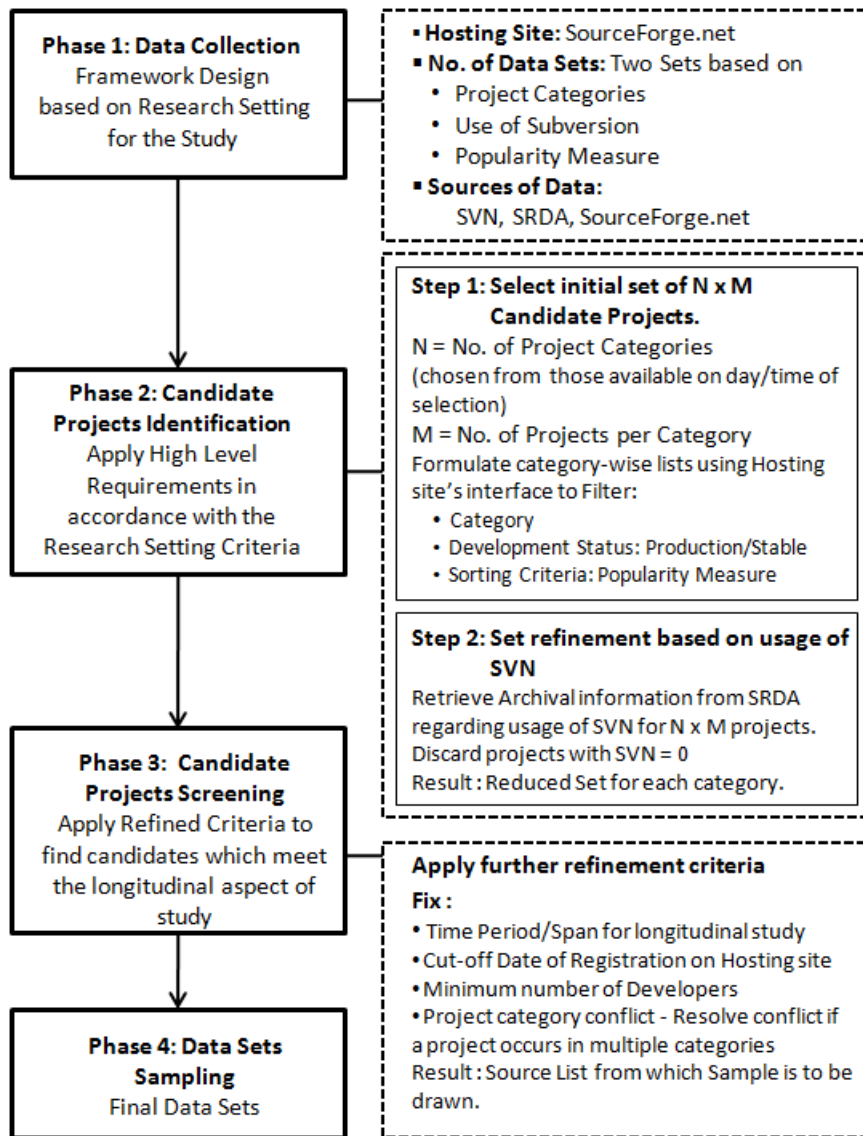 Phase 1: Data Collection
Framework Design
based on Research Setting
for the Study
▪ Hosting Site: SourceForge.net
▪ No. of Data Sets: Two Sets based on
• Project Categories
• Use of Subversion
• Popularity Measure
▪ Sources of Data:
SVN, SRDA, SourceForge.net
Phase 2: Candidate
Projects Identification
Apply High Level
Requirements in
accordance with the
Research Setting Criteria
Step 1: Select initial set of N x M
Candidate Projects.
N = No. of Project Categories
(chosen from those available on day/time of
selection)
M = No. of Projects per Category
Formulate category-wise lists using Hosting
site's interface to Filter:
• Category
• Development Status: Production/Stable
• Sorting Criteria: Popularity Measure
Step 2: Set refinement based on usage of
SVN
Retrieve Archival information from SRDA
regarding usage of SVN for N x M projects.
Discard projects with SVN = 0
Result : Reduced Set for each category.
Phase 3: Candidate
Projects Screening
Apply Refined Criteria to
find candidates which meet
the longitudinal aspect of
study
Apply further refinement criteria
Fix :
• Time Period/Span for longitudinal study
• Cut-off Date of Registration on Hosting site
• Minimum number of Developers
• Project category conflict - Resolve conflict if
a project occurs in multiple categories
Result : Source List from which Sample is to be
drawn.
Phase 4: Data Sets
Sampling
Final Data Sets